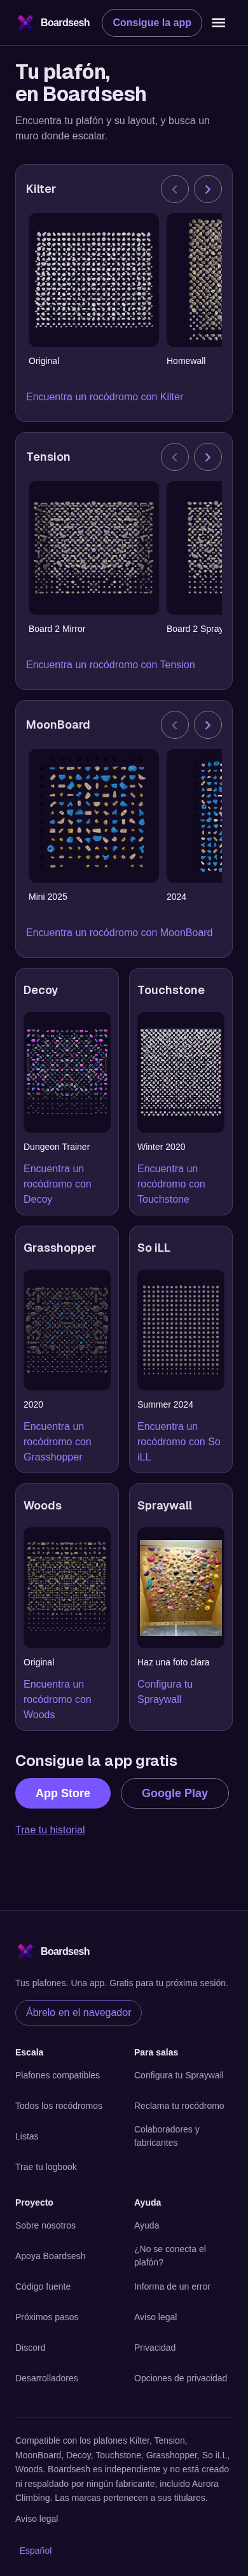 Boardsesh
Consigue la app
Tu plafón,
en Boardsesh
Encuentra tu plafón y su layout, y busca un
muro donde escalar.
Kilter
Original
Homewall
Encuentra un rocódromo con Kilter
Tension
Board 2 Mirror
Board 2 Spray
Encuentra un rocódromo con Tension
MoonBoard
Mini 2025
2024
Encuentra un rocódromo con MoonBoard
Decoy
Dungeon Trainer
Encuentra un
rocódromo con
Decoy
Touchstone
Winter 2020
Encuentra un
rocódromo con
Touchstone
Grasshopper
2020
Encuentra un
rocódromo con
Grasshopper
So iLL
Summer 2024
Encuentra un
rocódromo con So
iLL
Woods
Original
Encuentra un
rocódromo con
Woods
Spraywall
Haz una foto clara
Configura tu
Spraywall
Consigue la app gratis
App Store
Google Play
Trae tu historial
Boardsesh
Tus plafones. Una app. Gratis para tu próxima sesión.
Ábrelo en el navegador
Escala
Plafones compatibles
Todos los rocódromos
Listas
Trae tu logbook
Para salas
Configura tu Spraywall
Reclama tu rocódromo
Colaboradores y
fabricantes
Proyecto
Sobre nosotros
Apoya Boardsesh
Código fuente
Próximos pasos
Discord
Desarrolladores
Ayuda
Ayuda
¿No se conecta el
plafón?
Informa de un error
Aviso legal
Privacidad
Opciones de privacidad
Compatible con los plafones Kilter, Tension,
MoonBoard, Decoy, Touchstone, Grasshopper, So iLL,
Woods. Boardsesh es independiente y no está creado
ni respaldado por ningún fabricante, incluido Aurora
Climbing. Las marcas pertenecen a sus titulares.
Aviso legal
Español